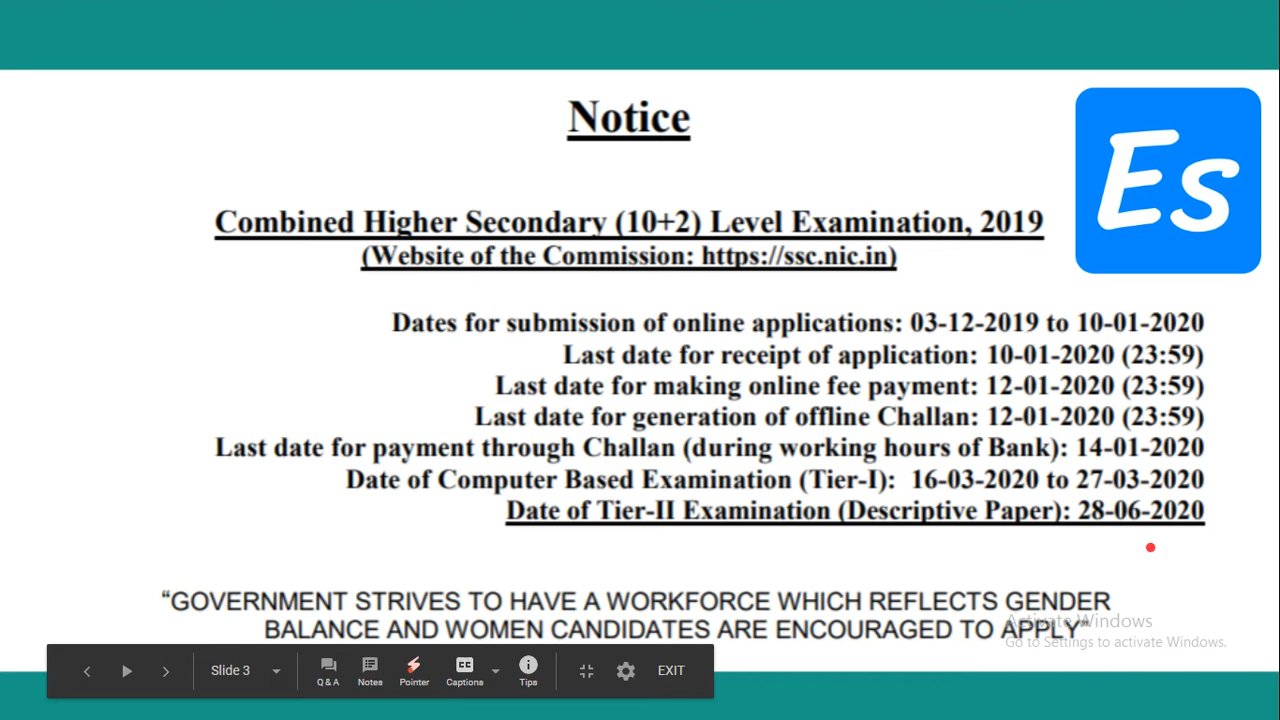 Notice
Es
Combined Higher Secondary (10+2) Level Examination, 2019
(Website of the Commission: https://ssc.nic.in)
Dates for submission of online applications: 03-12-2019 to 10-01-2020
Last date for receipt of application: 10-01-2020 (23:59)
Last date for making online fee payment: 12-01-2020 (23:59)
Last date for generation of offline Challan: 12-01-2020 (23:59)
Last date for payment through Challan (during working hours of Bank): 14-01-2020
Date of Computer Based Examination (Tier-I): 16-03-2020 to 27-03-2020
Date of Tier-II Examination (Descriptive Paper): 28-06-2020
“GOVERNMENT STRIVES TO HAVE A WORKFORCE WHICH REFLECTS GENDER
BALANCE AND WOMEN CANDIDATES ARE ENCOURAGED TO APPLY”
Activate Windows
Go to Settings to activate Windows.
Slide 3
Q & A Notes Pointer Captions Tips
EXIT